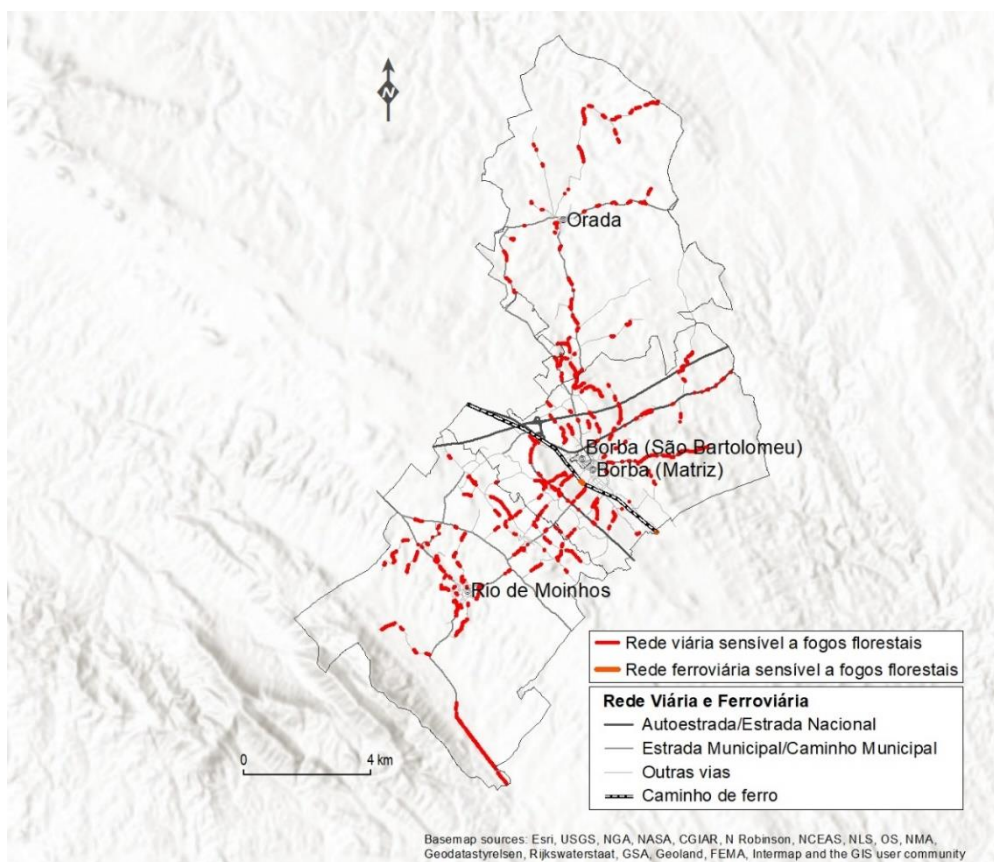 N
Orada
Borba (São Bartolomeu)
Borba (Matriz)
Rio de Moinhos
Rede viária sensível a fogos florestais
Rede ferroviária sensível a fogos florestais
Rede Viária e Ferroviária
Autoestrada/Estrada Nacional
Estrada Municipal/Caminho Municipal
Outras vias
Caminho de ferro
0 4 km
Basemap sources: Esri, USGS, NGA, NASA, CGIAR, N Robinson, NCEAS, NLS, OS, NMA,
Geodatastyrelsen, Rijkswaterstaat, GSA, Geoland, FEMA, Intermap and the GIS user community